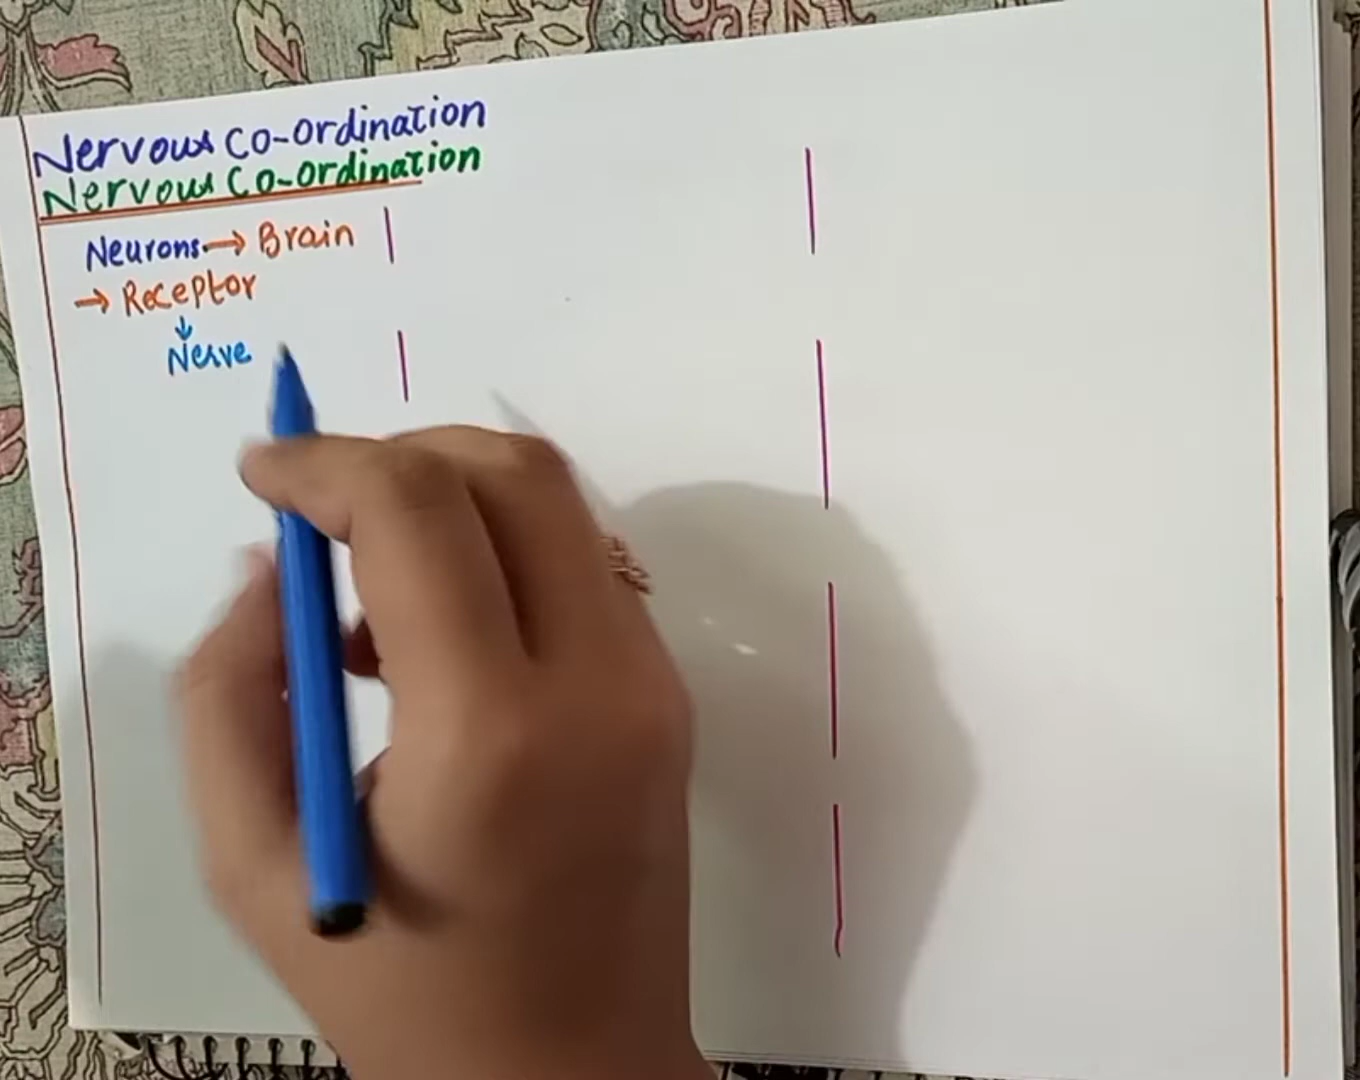 Nervous Co-ordination
Nervous Co-ordination
Neurons → Brain
→ Receptor
↓
Nerve